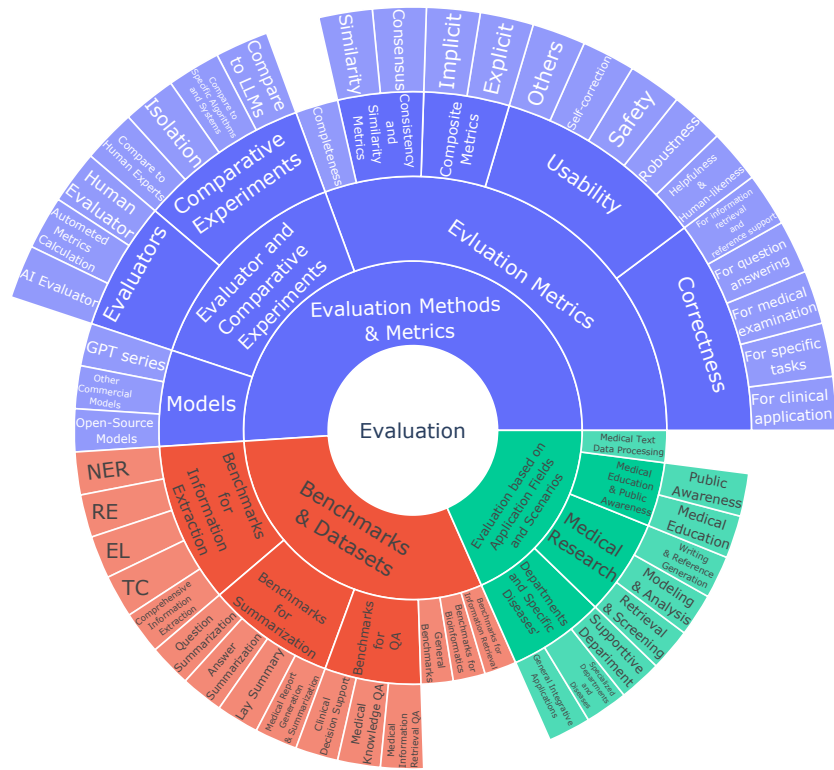 Evaluation
Evaluation Methods
& Metrics
Evluation Metrics
Correctness
For clinical
application
For specific
tasks
For medical
examination
For question
answering
For information
retrieval
and
reference support
Usability
Helpfulness
&
Human-likeness
Robustness
Safety
Self-correction
Others
Composite
Metrics
Explicit
Implicit
Consistency
and
Similarity
Metrics
Consensus
Similarity
Completeness
Evaluator and
Comparative
Experiments
Comparative
Experiments
Compare
to LLMs
Compare to
Specific Algorithms
and Systems
Isolation
Compare to
Human Experts
Evaluators
Human
Evaluator
Autometed
Metrics
Calculation
AI Evaluator
Models
GPT series
Other
Commercial
Models
Open-Source
Models
Benchmarks
& Datasets
Benchmarks
for
Information
Extraction
NER
RE
EL
TC
Comprehensive
Information
Extraction
Benchmarks
for
Summarization
Question
Summarization
Answer
Summarization
Lay Summary
Medical Report
Generation
& Summarization
Benchmarks
for QA
Clinical
Decision Support
Medical
Knowledge QA
Medical
Information
Retrieval QA
General
Benchmarks
Benchmarks for
Bioinformatics
Benchmarks for
Information Retrieval
Evaluation based on
Application Fields
and Scenarios
Medical Text
Data Processing
Medical
Education
& Public
Awareness
Public
Awareness
Medical
Education
Medical
Research
Writing
& Reference
Generation
Modeling
& Analysis
Retrieval
& Screening
Departments
and Specific
Diseases'
Supportive
Department
Specialized
Departments
and
Diseases
General Integrative
Applications